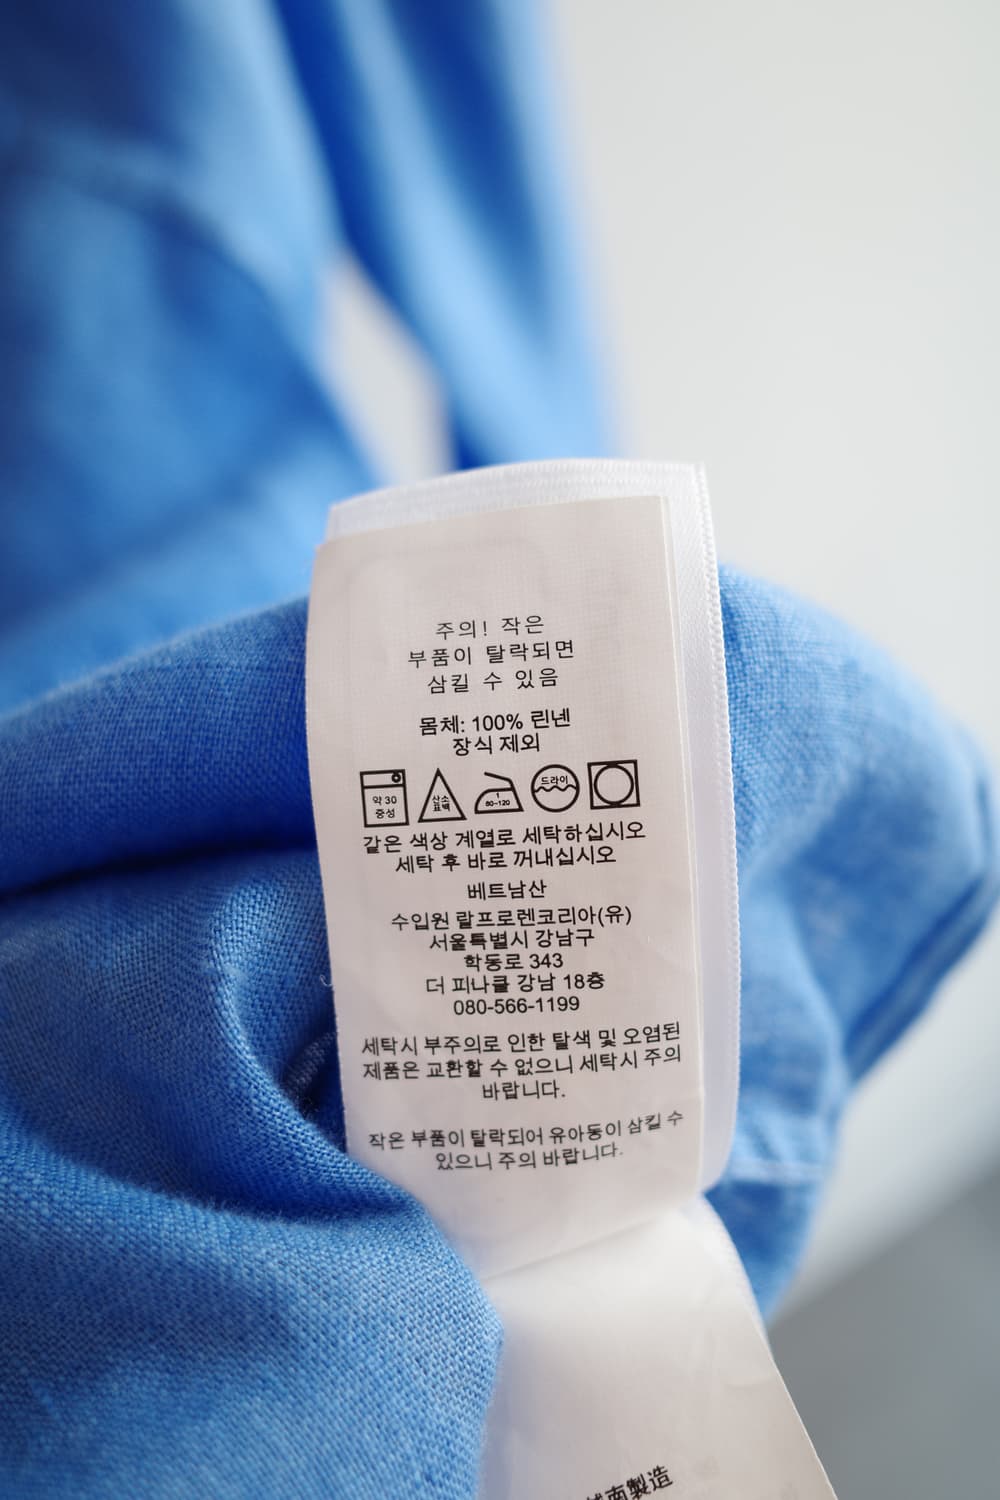 주의! 작은
부품이 탈락되면
삼킬 수 있음
몸체: 100% 린넨
장식 제외
약 30
중성
산소
표백
1
80-120
드라이
같은 색상 계열로 세탁하십시오
세탁 후 바로 꺼내십시오
베트남산
수입원 랄프로렌코리아(유)
서울특별시 강남구
학동로 343
더 피나클 강남 18층
080-566-1199
세탁시 부주의로 인한 탈색 및 오염된
제품은 교환할 수 없으니 세탁시 주의
바랍니다.
작은 부품이 탈락되어 유아동이 삼킬 수
있으니 주의 바랍니다.
南製造